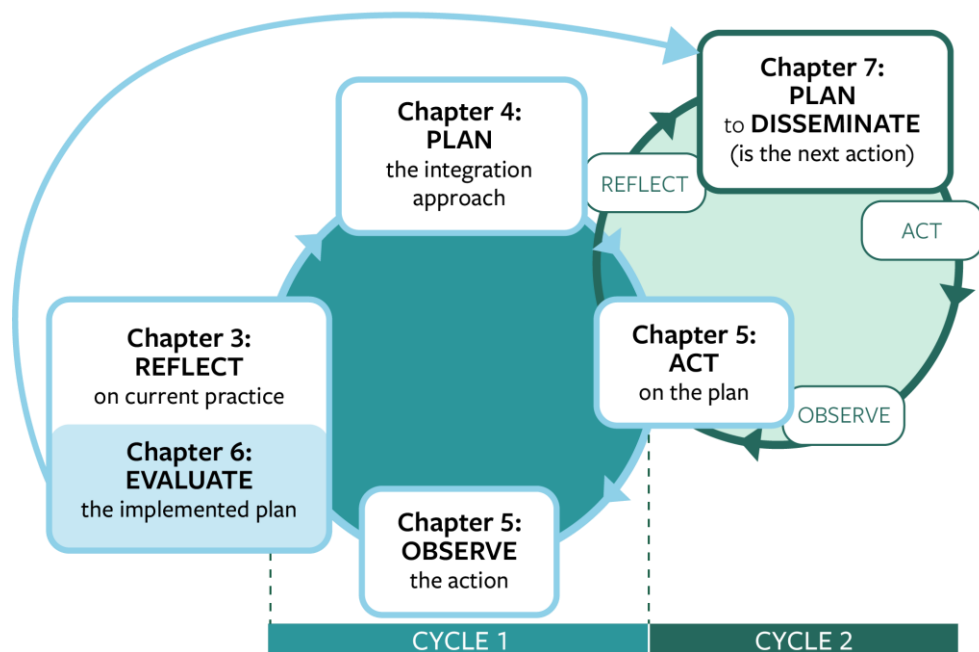 Chapter 7:
PLAN
to DISSEMINATE
(is the next action)
Chapter 4:
PLAN
the integration
approach
REFLECT
ACT
Chapter 3:
REFLECT
on current practice
Chapter 5:
ACT
on the plan
OBSERVE
Chapter 6:
EVALUATE
the implemented plan
Chapter 5:
OBSERVE
the action
CYCLE 1
CYCLE 2